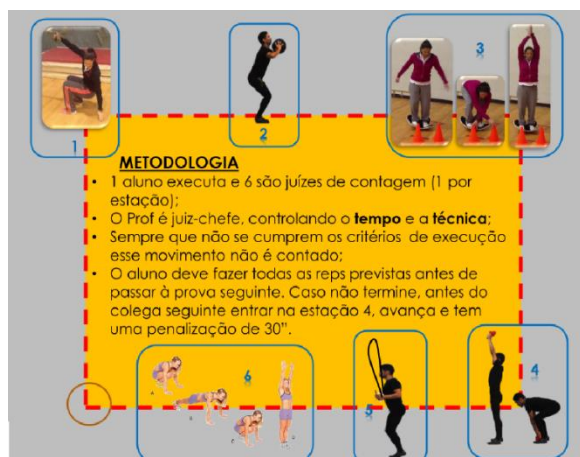 3
1
2
METODOLOGIA
• 1 aluno executa e 6 são juízes de contagem (1 por
estação);
• O Prof é juiz-chefe, controlando o tempo e a técnica;
• Sempre que não se cumprem os critérios de execução
esse movimento não é contado;
• O aluno deve fazer todas as reps previstas antes de
passar à prova seguinte. Caso não termine, antes do
colega seguinte entrar na estação 4, avança e tem
uma penalização de 30”.
6
5
4